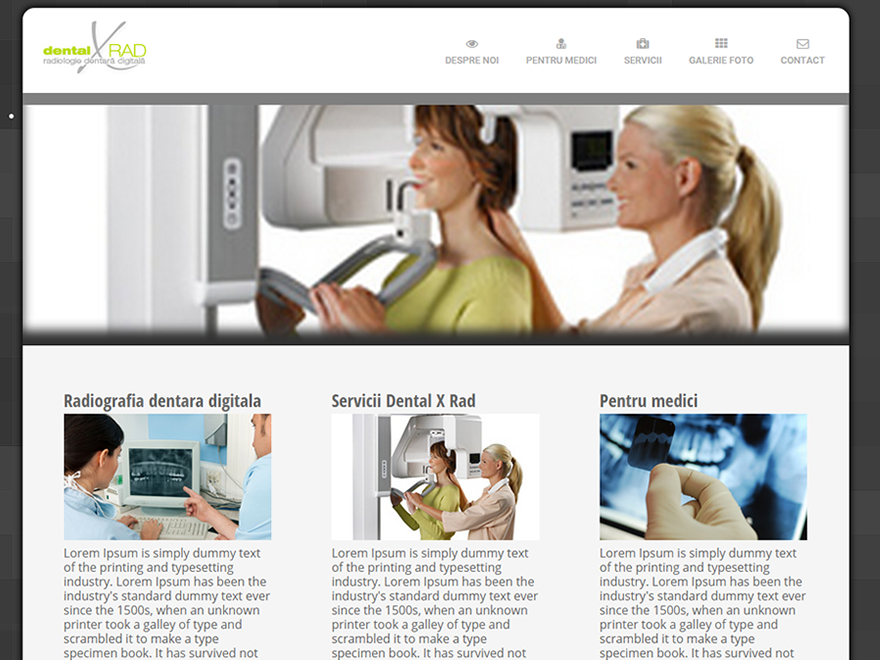 dental X RAD
radiologie dentară digitală
DESPRE NOI
PENTRU MEDICI
SERVICII
GALERIE FOTO
CONTACT
Radiografia dentara digitala
Lorem Ipsum is simply dummy text
of the printing and typesetting
industry. Lorem Ipsum has been the
industry's standard dummy text ever
since the 1500s, when an unknown
printer took a galley of type and
scrambled it to make a type
specimen book. It has survived not
Servicii Dental X Rad
Lorem Ipsum is simply dummy text
of the printing and typesetting
industry. Lorem Ipsum has been the
industry's standard dummy text ever
since the 1500s, when an unknown
printer took a galley of type and
scrambled it to make a type
specimen book. It has survived not
Pentru medici
Lorem Ipsum is simply dummy text
of the printing and typesetting
industry. Lorem Ipsum has been the
industry's standard dummy text ever
since the 1500s, when an unknown
printer took a galley of type and
scrambled it to make a type
specimen book. It has survived not